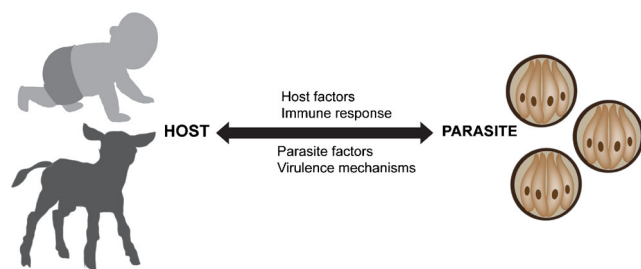 Host factors
Immune response
HOST
PARASITE
Parasite factors
Virulence mechanisms